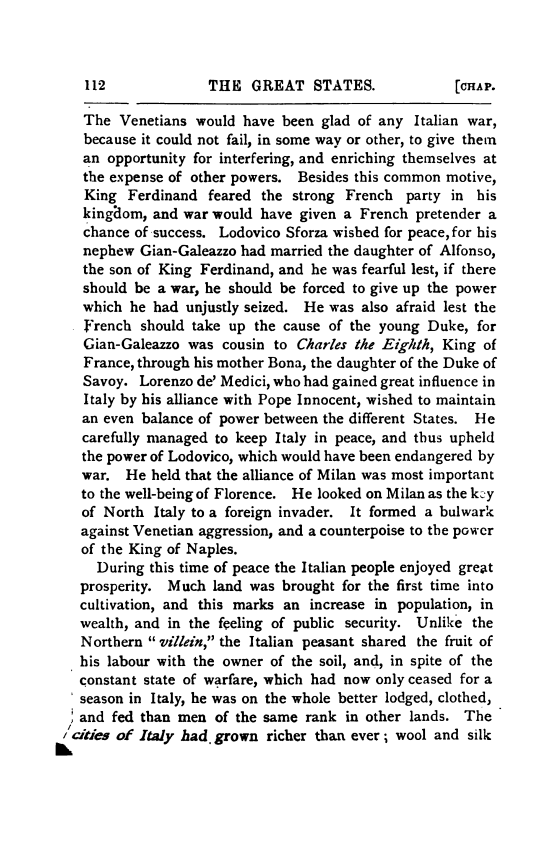 112 THE GREAT STATES. [CHAP.
The Venetians would have been glad of any Italian war,
because it could not fail, in some way or other, to give them
an opportunity for interfering, and enriching themselves at
the expense of other powers. Besides this common motive,
King Ferdinand feared the strong French party in his
kingdom, and war would have given a French pretender a
chance of success. Lodovico Sforza wished for peace, for his
nephew Gian-Galeazzo had married the daughter of Alfonso,
the son of King Ferdinand, and he was fearful lest, if there
should be a war, he should be forced to give up the power
which he had unjustly seized. He was also afraid lest the
French should take up the cause of the young Duke, for
Gian-Galeazzo was cousin to Charles the Eighth, King of
France, through his mother Bona, the daughter of the Duke of
Savoy. Lorenzo de' Medici, who had gained great influence in
Italy by his alliance with Pope Innocent, wished to maintain
an even balance of power between the different States. He
carefully managed to keep Italy in peace, and thus upheld
the power of Lodovico, which would have been endangered by
war. He held that the alliance of Milan was most important
to the well-being of Florence. He looked on Milan as the key
of North Italy to a foreign invader. It formed a bulwark
against Venetian aggression, and a counterpoise to the power
of the King of Naples.
During this time of peace the Italian people enjoyed great
prosperity. Much land was brought for the first time into
cultivation, and this marks an increase in population, in
wealth, and in the feeling of public security. Unlike the
Northern "villein," the Italian peasant shared the fruit of
his labour with the owner of the soil, and, in spite of the
constant state of warfare, which had now only ceased for a
season in Italy, he was on the whole better lodged, clothed,
and fed than men of the same rank in other lands. The
cities of Italy had grown richer than ever; wool and silk